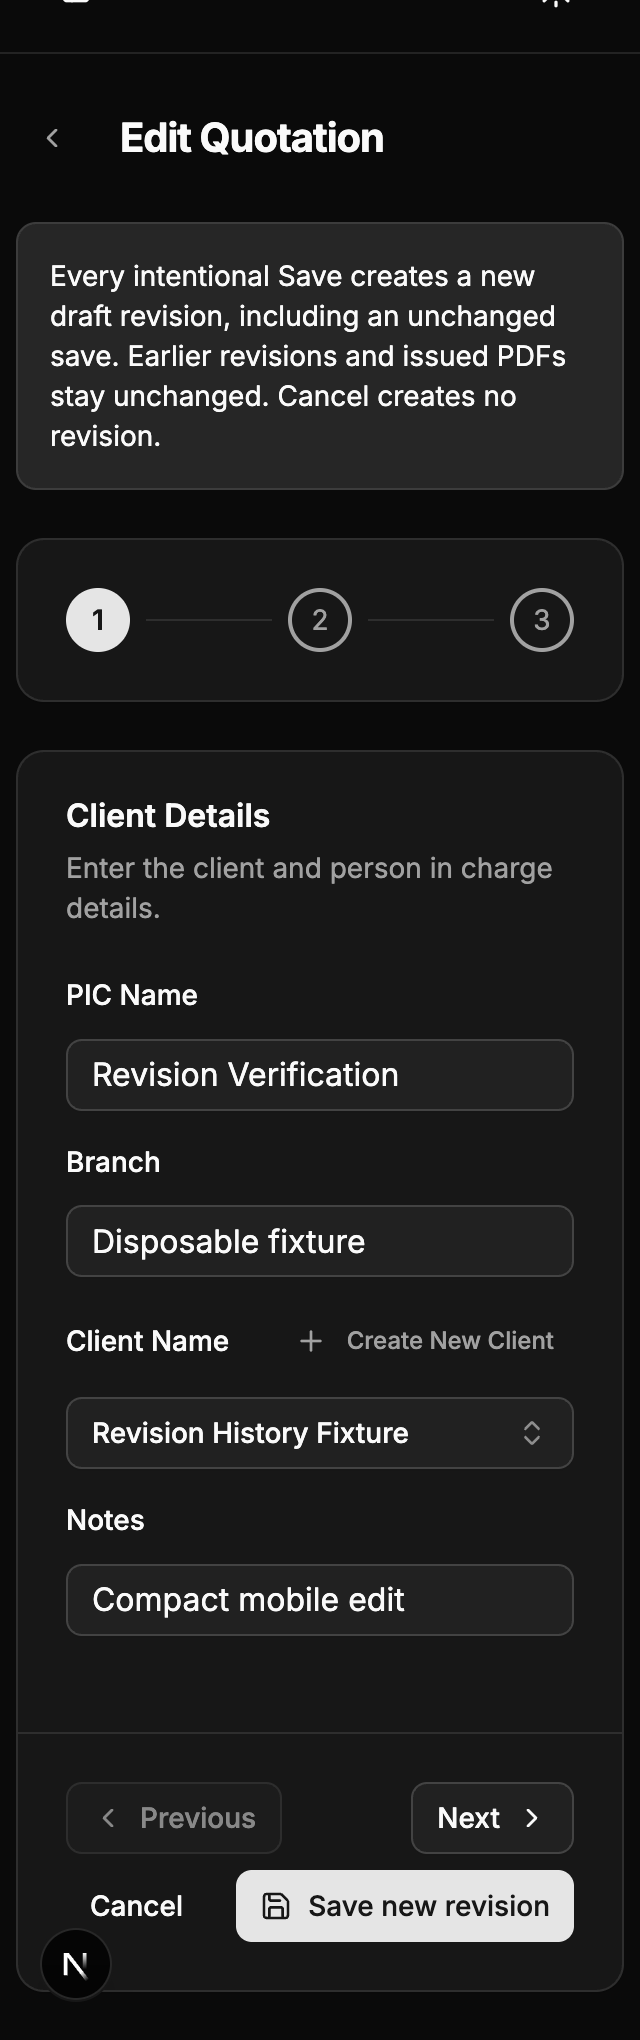 Edit Quotation
Every intentional Save creates a new
draft revision, including an unchanged
save. Earlier revisions and issued PDFs
stay unchanged. Cancel creates no
revision.
1 2 3
Client Details
Enter the client and person in charge
details.
PIC Name
Revision Verification
Branch
Disposable fixture
Client Name Create New Client
Revision History Fixture
Notes
Compact mobile edit
Previous Next
Cancel Save new revision
N